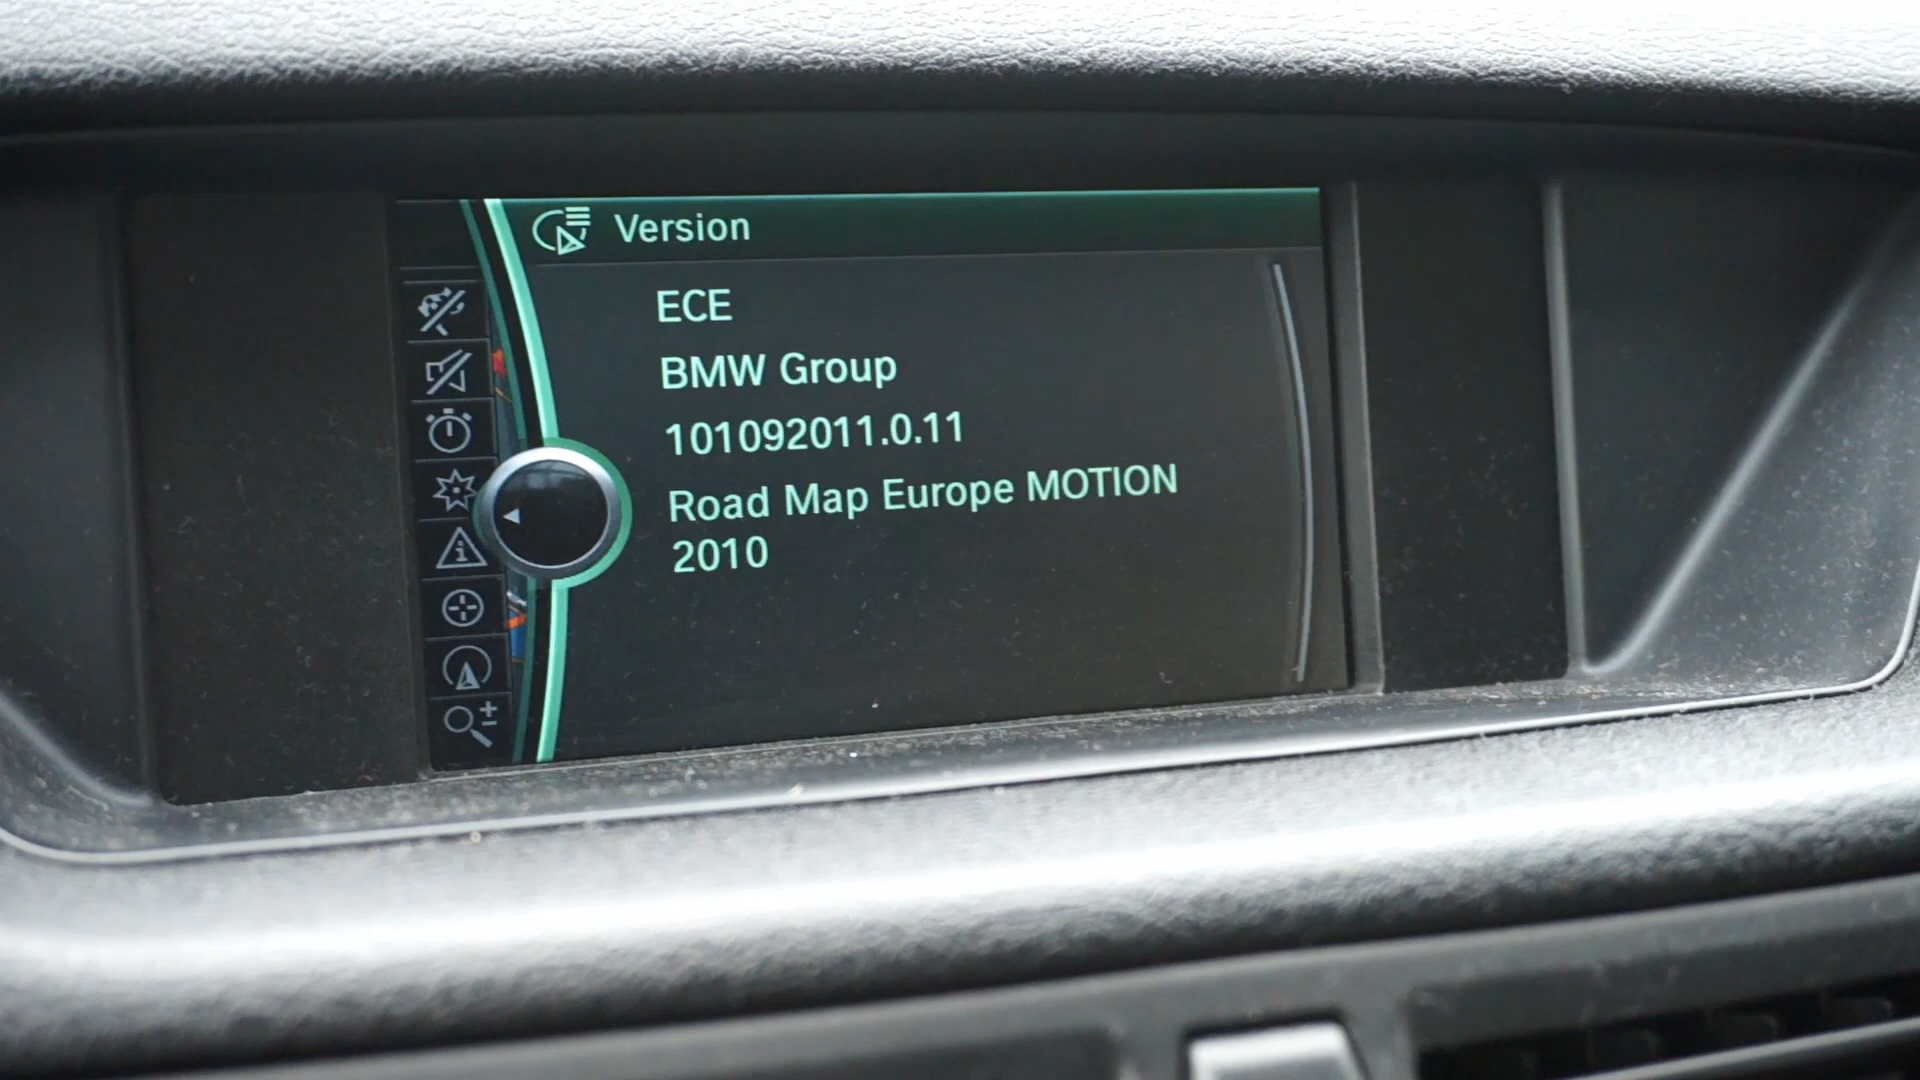 Version
ECE
BMW Group
101092011.0.11
Road Map Europe MOTION
2010